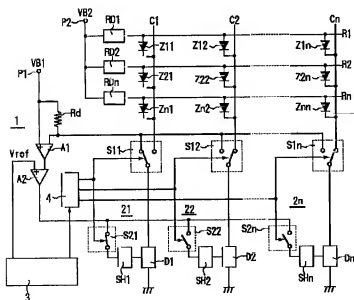 VB2
P2
RD1
C1
C2
Cn
R1
Z11
Z12
Z1n
VB1
RD2
R2
P1
Z21
Z22
Z2n
RDn
Rn
Zn1
Zn2
Znn
Rd
1
A1
S11
S12
S1n
Vref
A2
4
21
22
2n
S21
S22
S2n
SH1
D1
SH2
D2
SHn
Dn
3